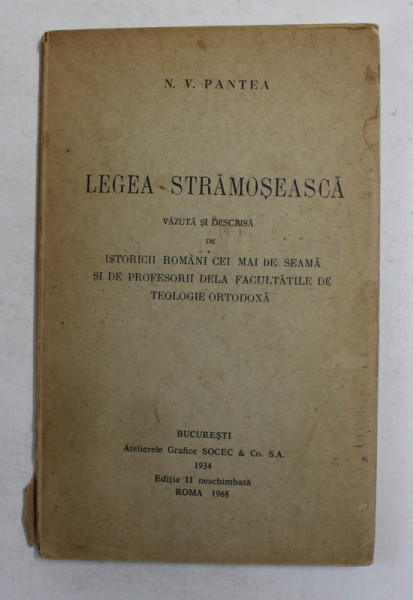 N. V. PANTEA
LEGEA STRĂMOȘEASCĂ
VĂZUTĂ ȘI DESCRISĂ
DE
ISTORICII ROMÂNI CEI MAI DE SEAMĂ
ȘI DE PROFESORII DELA FACULTĂȚILE DE
TEOLOGIE ORTODOXĂ
BUCUREȘTI
Atelierele Grafice SOCEC & Co. S.A.
1934
Ediția II neschimbată
ROMA 1968